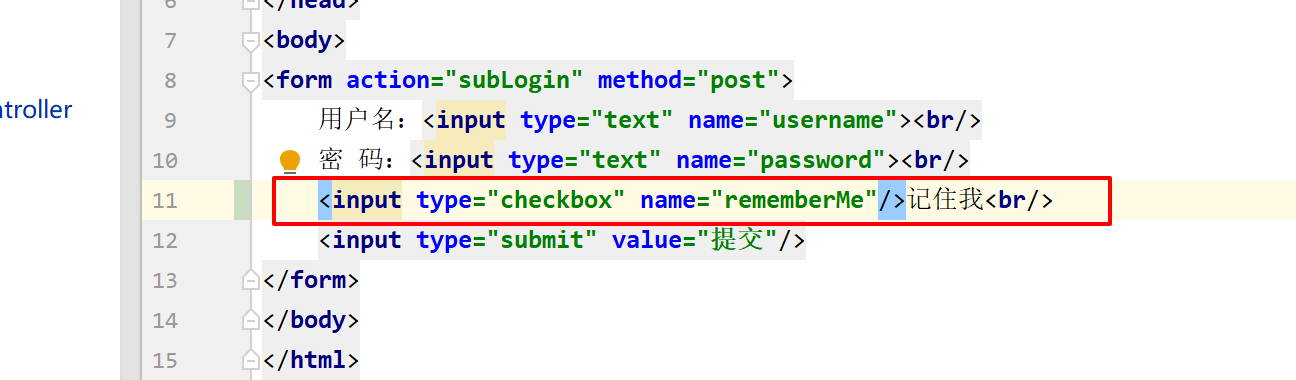 6 </head>
7 <body>
8 <form action="subLogin" method="post">
ntroller
9 用户名：<input type="text" name="username"><br/>
10 密 码：<input type="text" name="password"><br/>
11 <input type="checkbox" name="rememberMe"/>记住我<br/>
12 <input type="submit" value="提交"/>
13 </form>
14 </body>
15 </html>